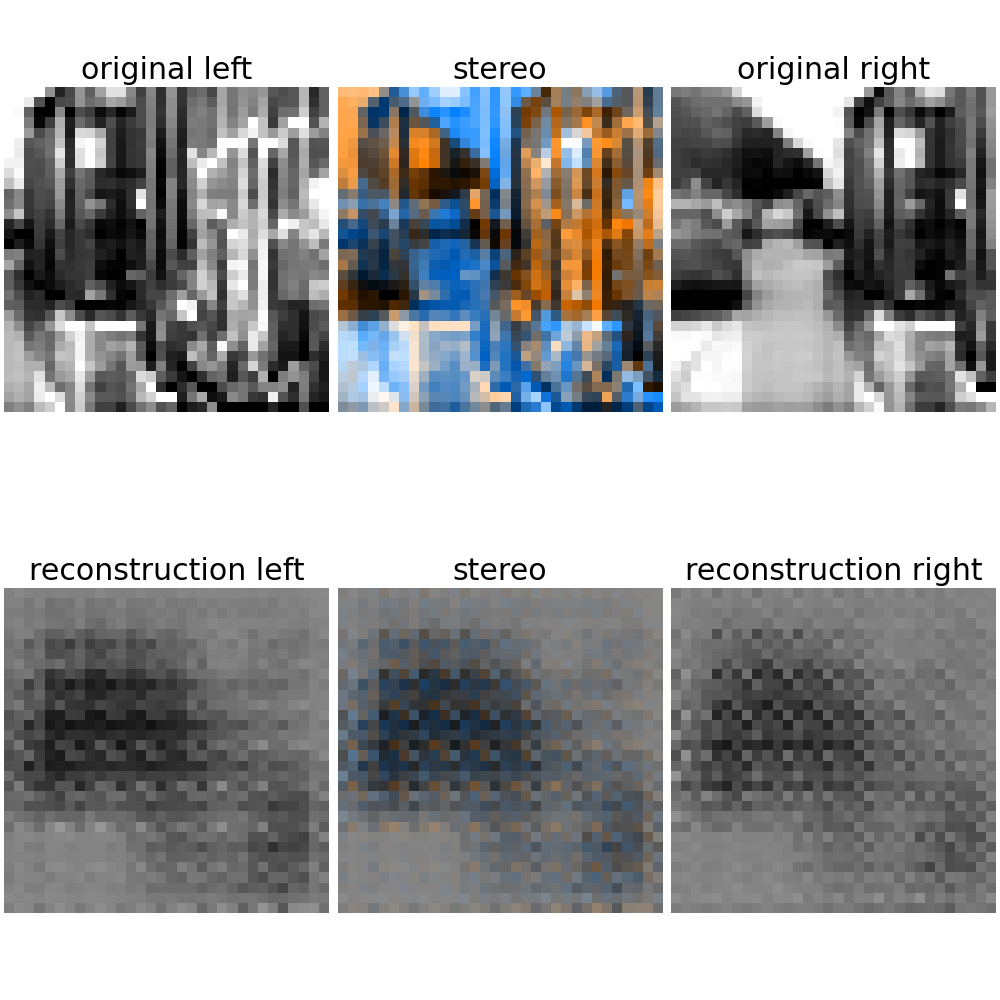 original left
stereo
original right
reconstruction left
stereo
reconstruction right